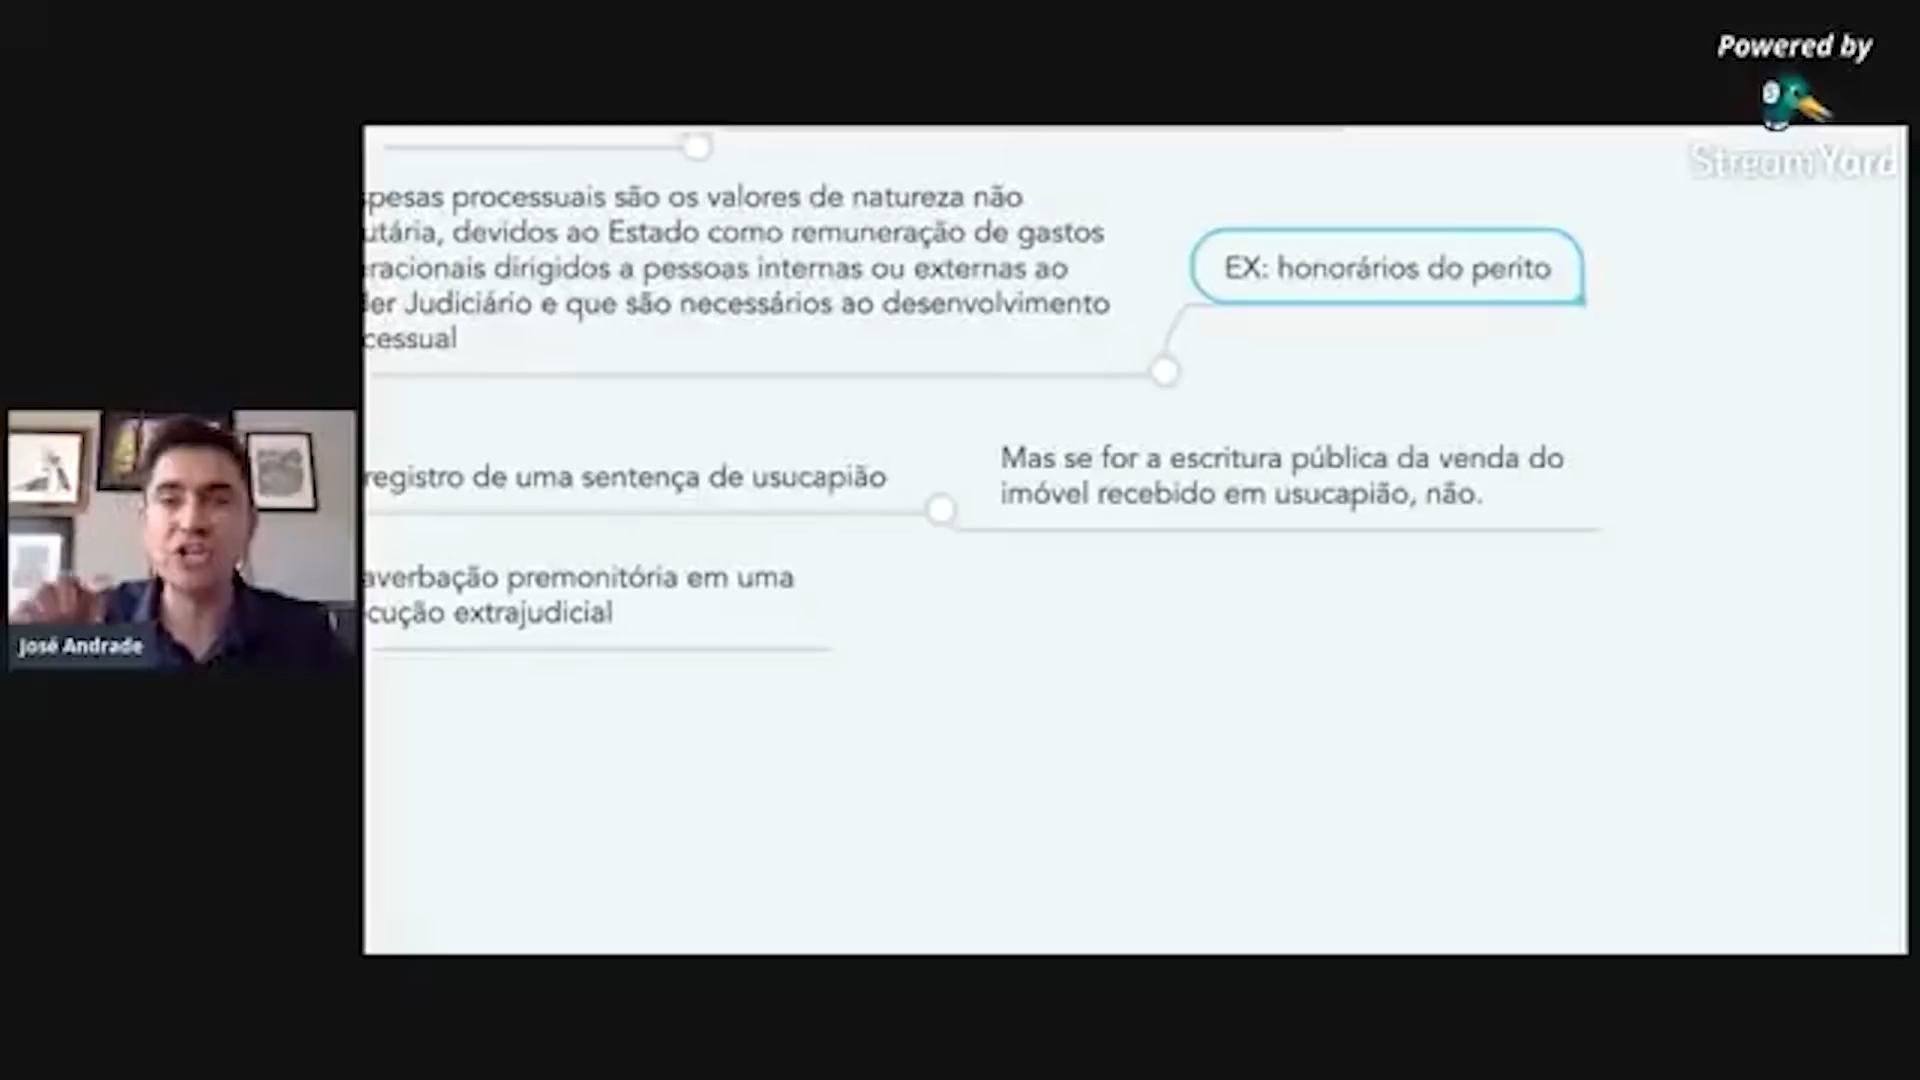 Powered by
StreamYard
spesas processuais são os valores de natureza não
utária, devidos ao Estado como remuneração de gastos
racionais dirigidos a pessoas internas ou externas ao
er Judiciário e que são necessários ao desenvolvimento
cessual
EX: honorários do perito
registro de uma sentença de usucapião
Mas se for a escritura pública da venda do
imóvel recebido em usucapião, não.
averbação premonitória em uma
cução extrajudicial
José Andrade